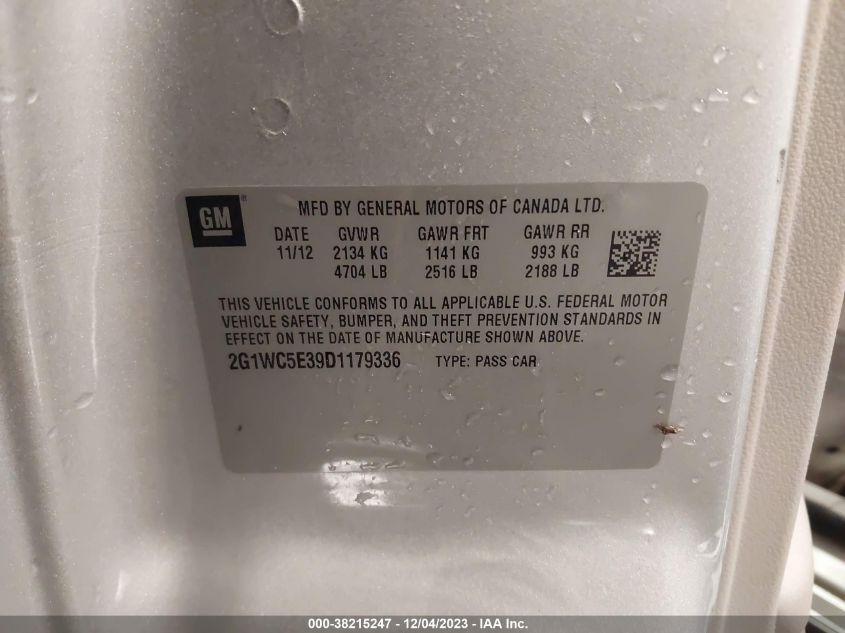 GM ®
MFD BY GENERAL MOTORS OF CANADA LTD.
DATE GVWR GAWR FRT GAWR RR
11/12 2134 KG 1141 KG 993 KG
4704 LB 2516 LB 2188 LB
THIS VEHICLE CONFORMS TO ALL APPLICABLE U.S. FEDERAL MOTOR
VEHICLE SAFETY, BUMPER, AND THEFT PREVENTION STANDARDS IN
EFFECT ON THE DATE OF MANUFACTURE SHOWN ABOVE.
2G1WC5E39D1179336 TYPE: PASS CAR
000-38215247 - 12/04/2023 - IAA Inc.